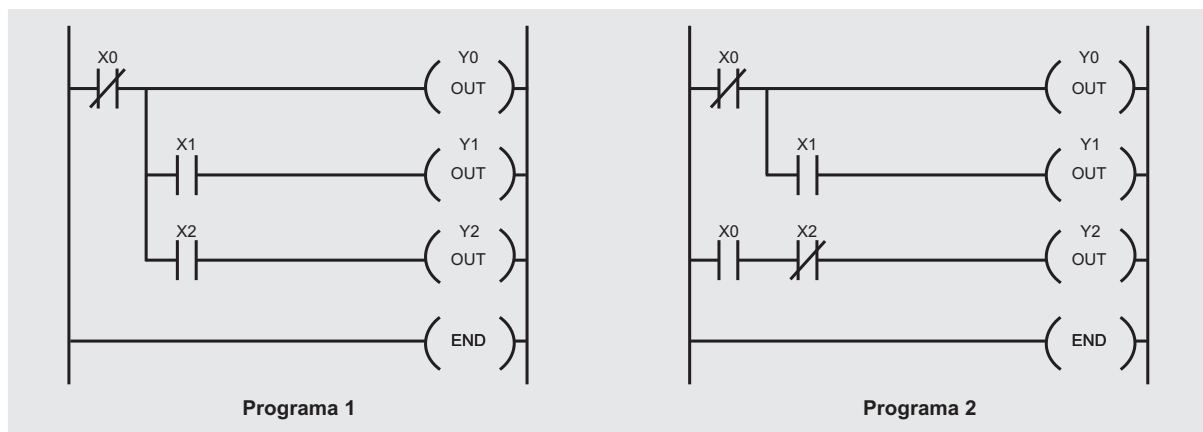 X0
Y0
OUT
X1
Y1
OUT
X2
Y2
OUT
END
Programa 1
X0
Y0
OUT
X1
Y1
OUT
X0 X2
Y2
OUT
END
Programa 2